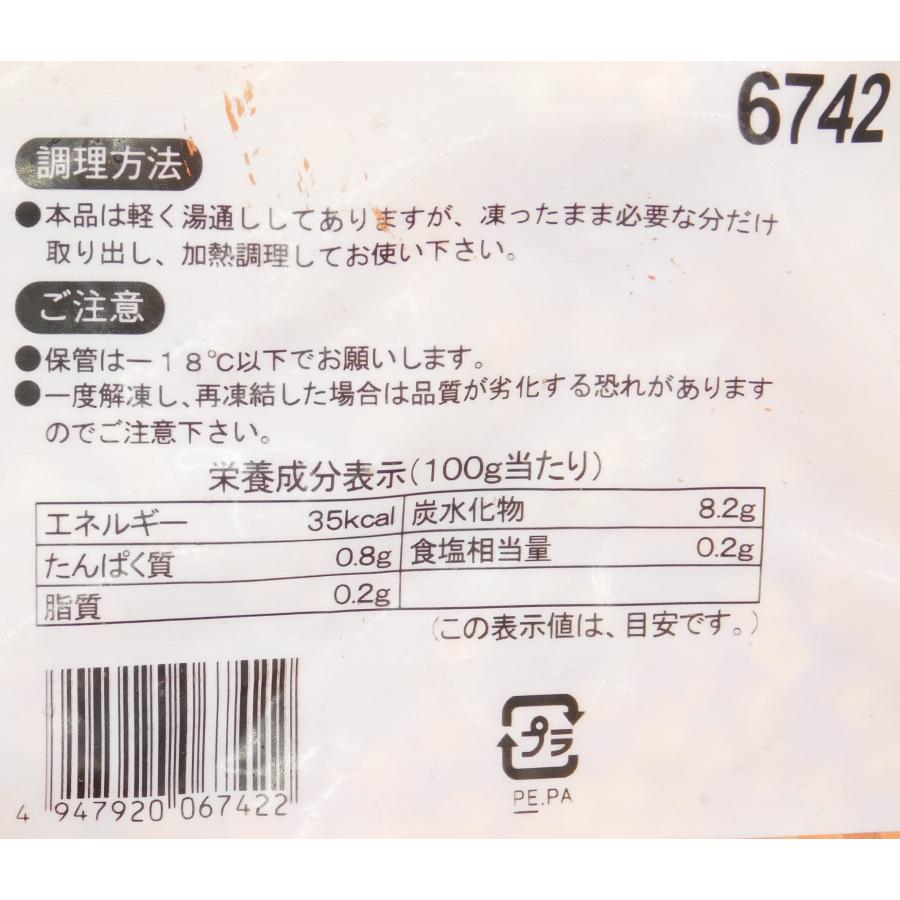 6742
調理方法
●本品は軽く湯通ししてありますが、凍ったまま必要な分だけ
取り出し、加熱調理してお使い下さい。
ご注意
●保管は－１８℃以下でお願いします。
●一度解凍し、再凍結した場合は品質が劣化する恐れがあります
のでご注意下さい。
栄養成分表示(100g当たり)
エネルギー 35kcal 炭水化物 8.2g
たんぱく質 0.8g 食塩相当量 0.2g
脂質 0.2g
(この表示値は、目安です。)
プラ
PE.PA
4 947920 067422